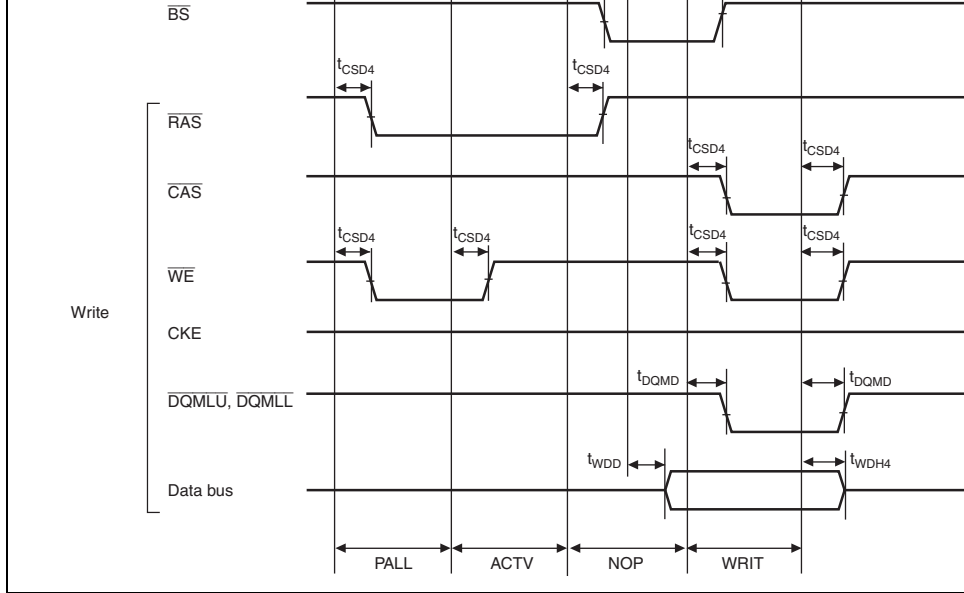 BS
tCSD4 tCSD4
RAS
tCSD4 tCSD4
CAS
tCSD4 tCSD4 tCSD4 tCSD4
WE
Write
CKE
tDQMD tDQMD
DQMLU, DQMLL
tWDD tWDH4
Data bus
PALL ACTV NOP WRIT